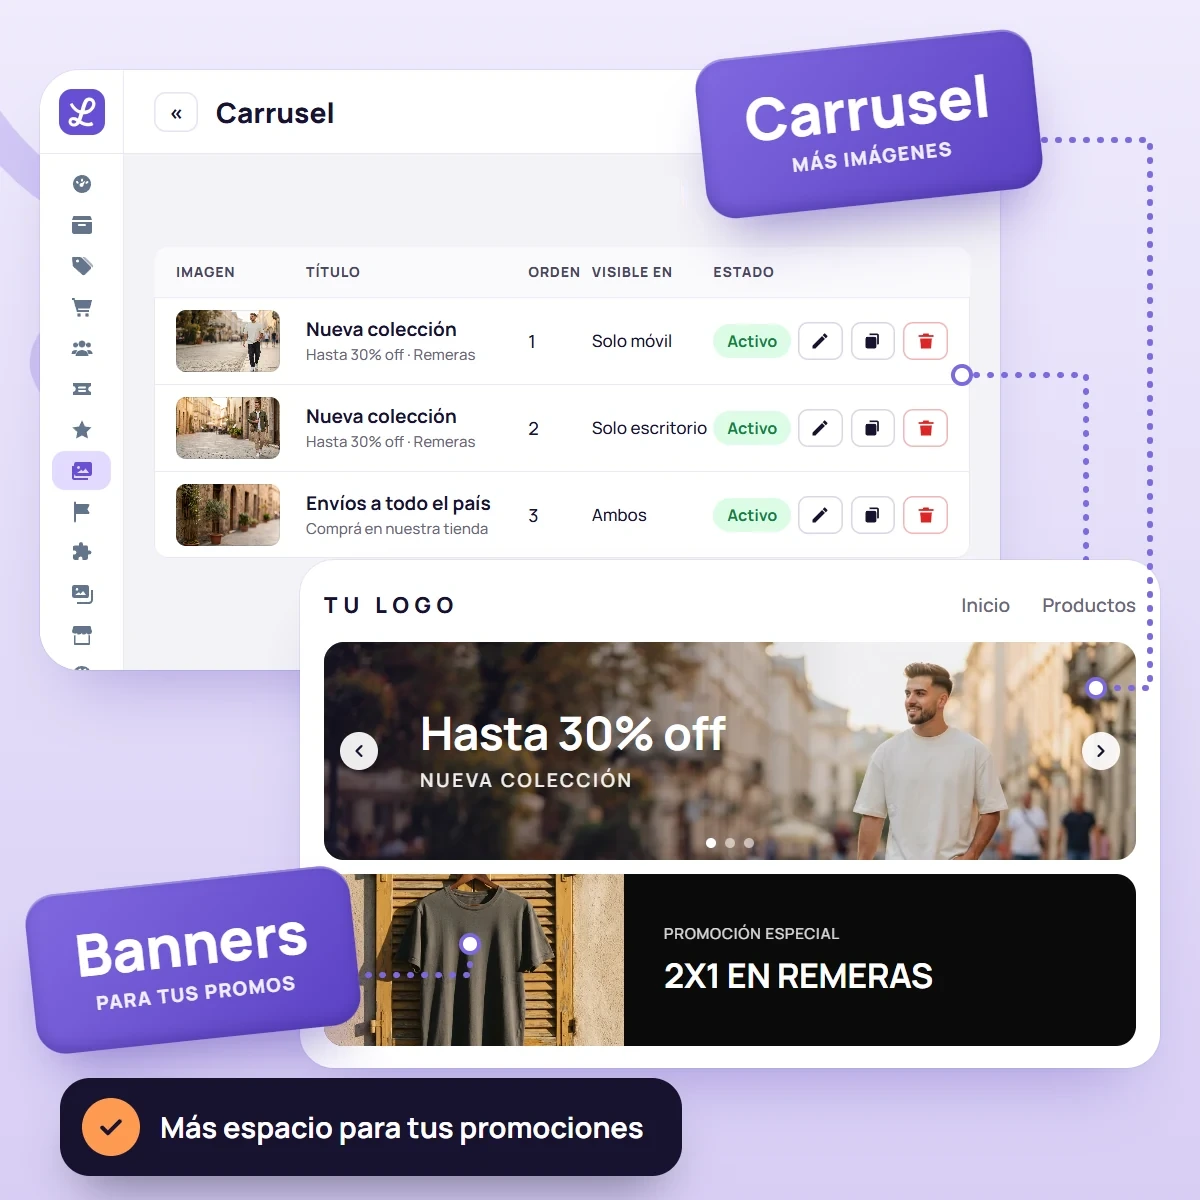 Carrusel
Carrusel
MÁS IMÁGENES
IMAGEN TÍTULO ORDEN VISIBLE EN ESTADO
Nueva colección
Hasta 30% off · Remeras
1 Solo móvil Activo
Nueva colección
Hasta 30% off · Remeras
2 Solo escritorio Activo
Envíos a todo el país
Comprá en nuestra tienda
3 Ambos Activo
TU LOGO Inicio Productos
Hasta 30% off
NUEVA COLECCIÓN
Banners
PARA TUS PROMOS
PROMOCIÓN ESPECIAL
2X1 EN REMERAS
Más espacio para tus promociones